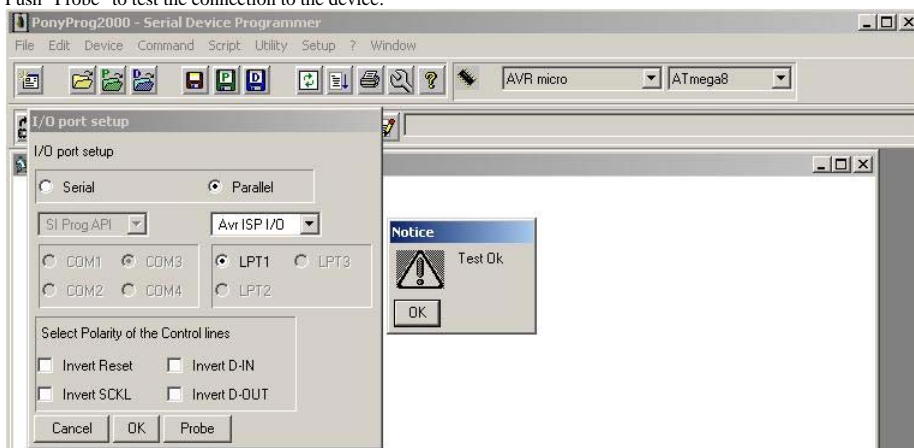 Push "Probe" to test the connection to the device.
PonyProg2000 - Serial Device Programmer
File Edit Device Command Script Utility Setup ? Window
AVR micro ATmega8
I/O port setup
I/O port setup
Serial Parallel
SI Prog API Avr ISP I/O
COM1 COM3 LPT1 LPT3
COM2 COM4 LPT2
Select Polarity of the Control lines
Invert Reset Invert D-IN
Invert SCKL Invert D-OUT
Cancel OK Probe
Notice
Test Ok
OK